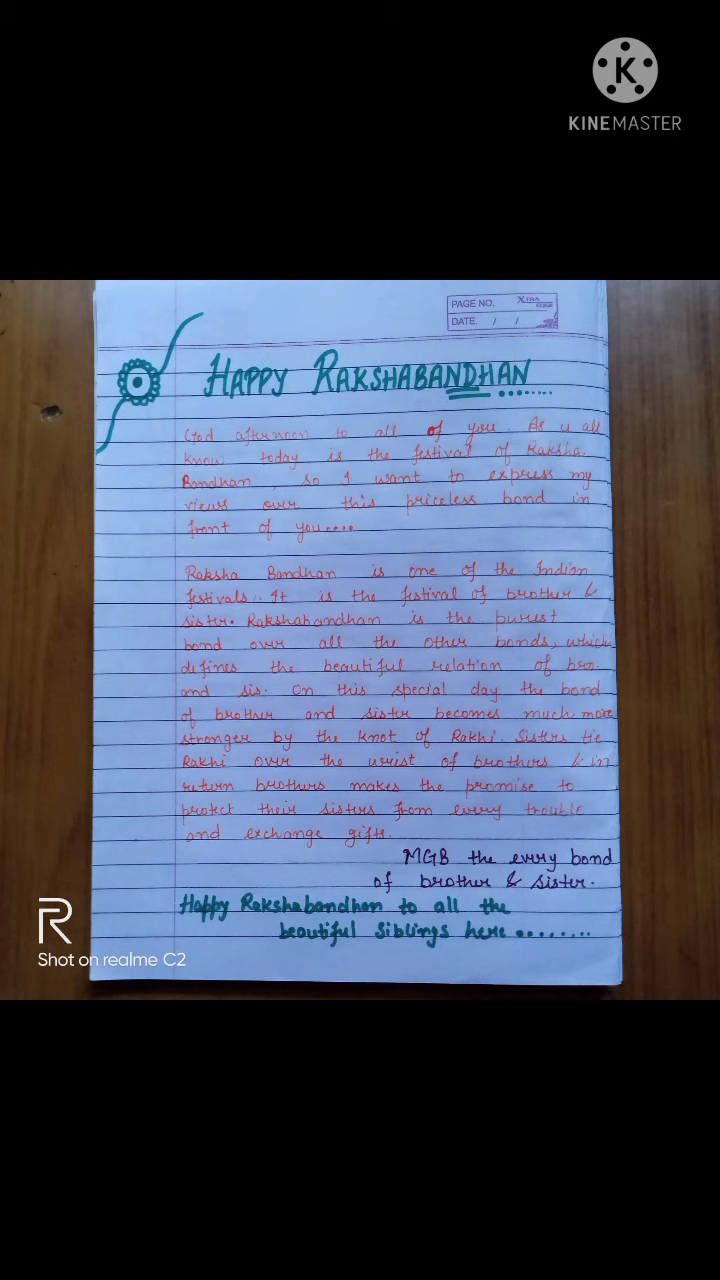 K
KINEMASTER
PAGE NO.
XTRA
DATE. / /
HAPPY RAKSHABANDHAN........
God afternoon to all of you. As u all
know today is the festival of Raksha
Bandhan, so I want to express my
views over this priceless bond in
front of you....
Raksha Bandhan is one of the Indian
festivals.. It is the festival of brother &
sister. Rakshabandhan is the purest
bond over all the other bonds, which
defines the beautiful relation of bro.
and sis. On this special day the bond
of brother and sister becomes much more
stronger by the knot of Rakhi. Sisters tie
Rakhi over the wrist of brothers & in
return brothers makes the promise to
protect their sisters from every trouble
and exchange gifts.
MGB the every bond
of brother & sister.
Happy Rakshabandhan to all the
beautiful siblings here ........
R
Shot on realme C2